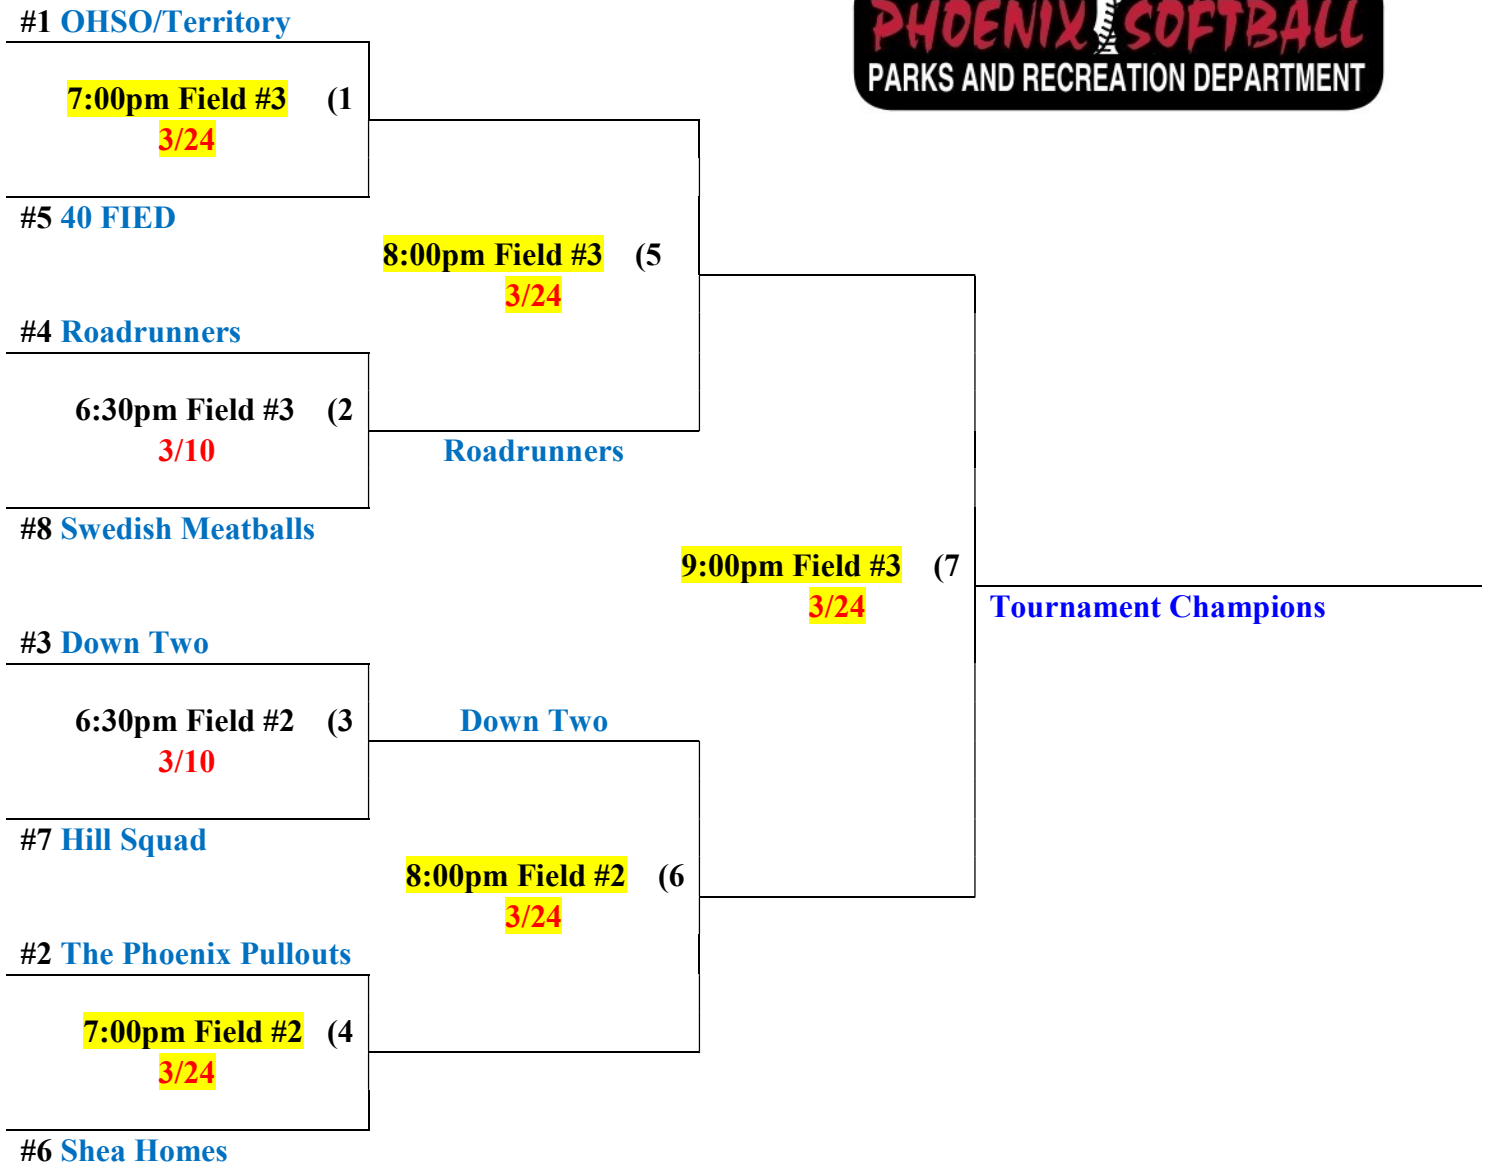 PHOENIX SOFTBALL
PARKS AND RECREATION DEPARTMENT
#1 OHSO/Territory
7:00pm Field #3 (1
3/24
#5 40 FIED
8:00pm Field #3 (5
3/24
#4 Roadrunners
6:30pm Field #3 (2
3/10
Roadrunners
#8 Swedish Meatballs
9:00pm Field #3 (7
3/24
Tournament Champions
#3 Down Two
6:30pm Field #2 (3
3/10
Down Two
#7 Hill Squad
8:00pm Field #2 (6
3/24
#2 The Phoenix Pullouts
7:00pm Field #2 (4
3/24
#6 Shea Homes